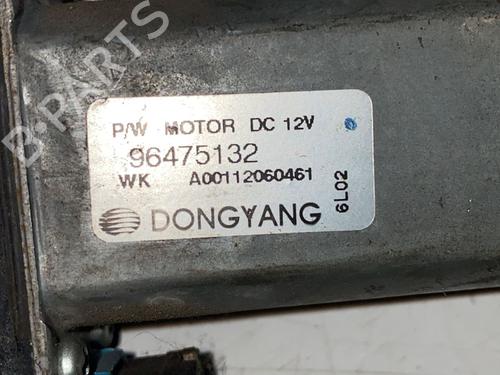 B-PARTS
P/W MOTOR DC 12V
96475132
WK A00112060461
DONGYANG
6L02